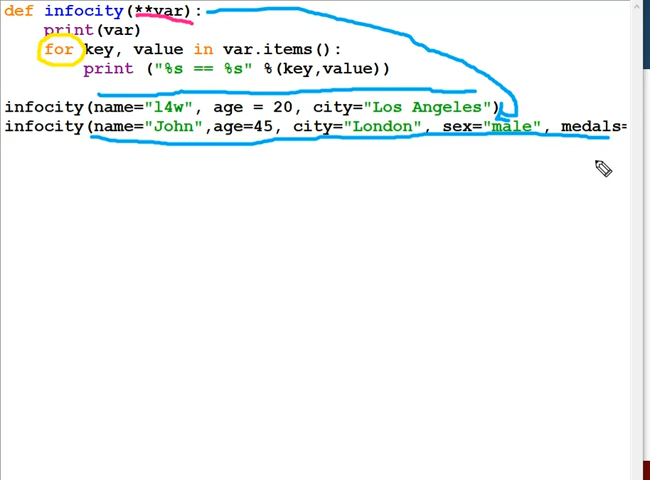 def infocity(**var):
print(var)
for key, value in var.items():
print ("%s == %s" %(key,value))
infocity(name="l4w", age = 20, city="Los Angeles")
infocity(name="John",age=45, city="London", sex="male", medals=